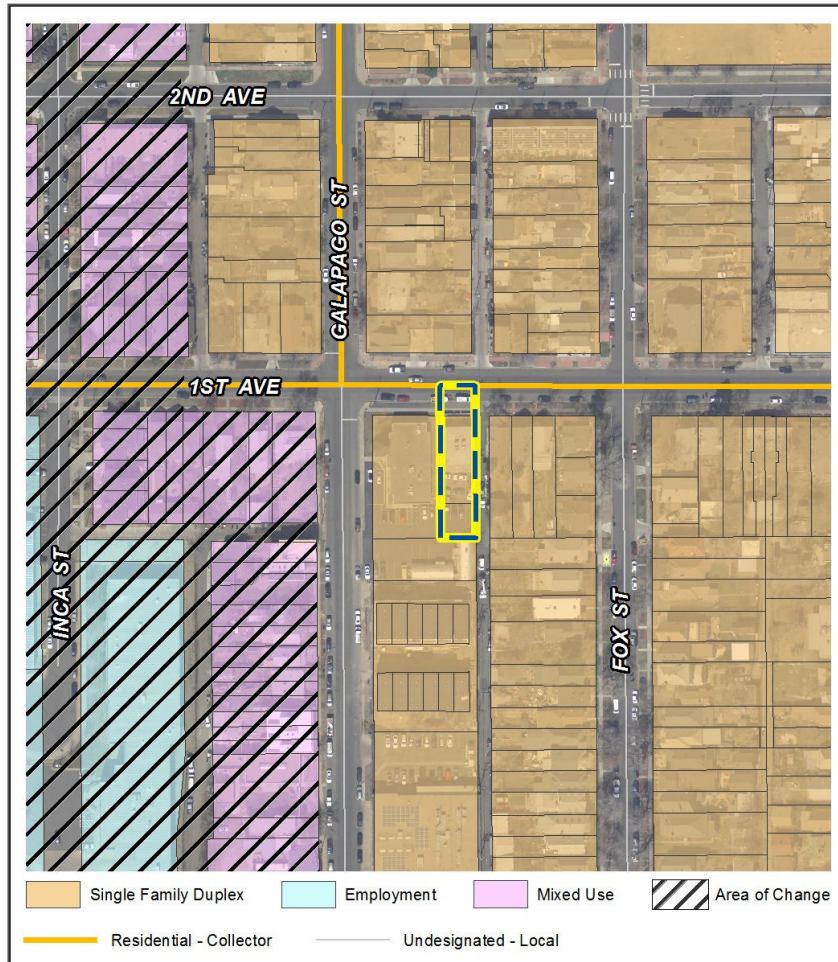 2ND AVE
GALAPAGO ST
1ST AVE
INCA ST
FOX ST
Single Family Duplex
Employment
Mixed Use
Area of Change
Residential - Collector
Undesignated - Local